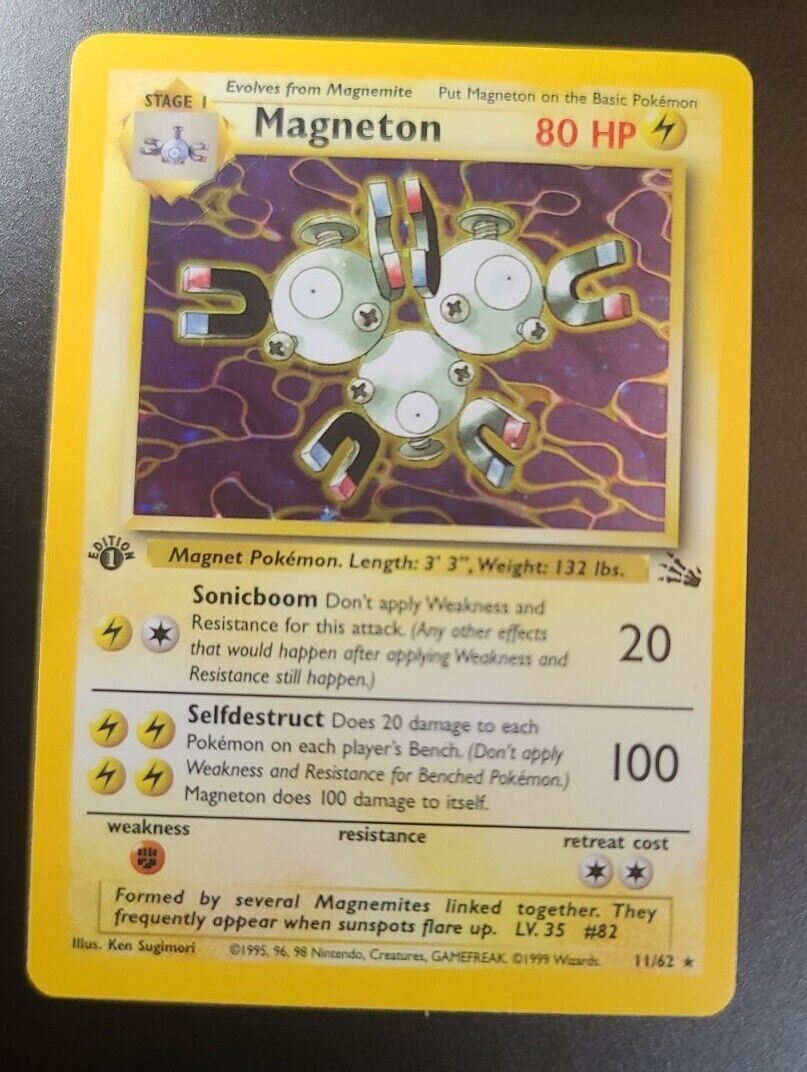 Evolves from Magnemite Put Magneton on the Basic Pokémon
STAGE 1
Magneton 80 HP
EDITION
1
Magnet Pokémon. Length: 3' 3", Weight: 132 lbs.
Sonicboom Don't apply Weakness and
Resistance for this attack. (Any other effects
that would happen after applying Weakness and
Resistance still happen.)
20
Selfdestruct Does 20 damage to each
Pokémon on each player's Bench. (Don't apply
Weakness and Resistance for Benched Pokémon.)
Magneton does 100 damage to itself.
100
weakness resistance retreat cost
Formed by several Magnemites linked together. They
frequently appear when sunspots flare up. LV. 35 #82
Illus. Ken Sugimori ©1995, 96, 98 Nintendo, Creatures, GAMEFREAK. ©1999 Wizards. 11/62 ★